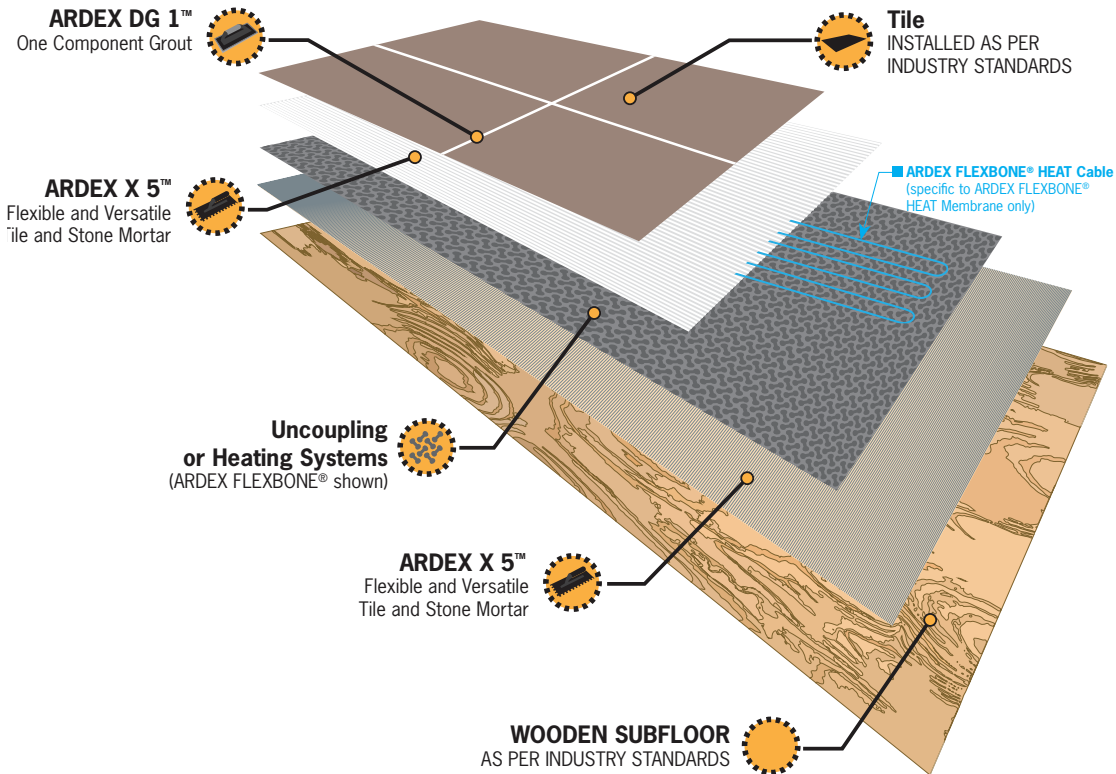 ARDEX DG 1™
One Component Grout
Tile
INSTALLED AS PER
INDUSTRY STANDARDS
ARDEX X 5™
Flexible and Versatile
Tile and Stone Mortar
ARDEX FLEXBONE® HEAT Cable
(specific to ARDEX FLEXBONE®
HEAT Membrane only)
Uncoupling
or Heating Systems
(ARDEX FLEXBONE® shown)
ARDEX X 5™
Flexible and Versatile
Tile and Stone Mortar
WOODEN SUBFLOOR
AS PER INDUSTRY STANDARDS